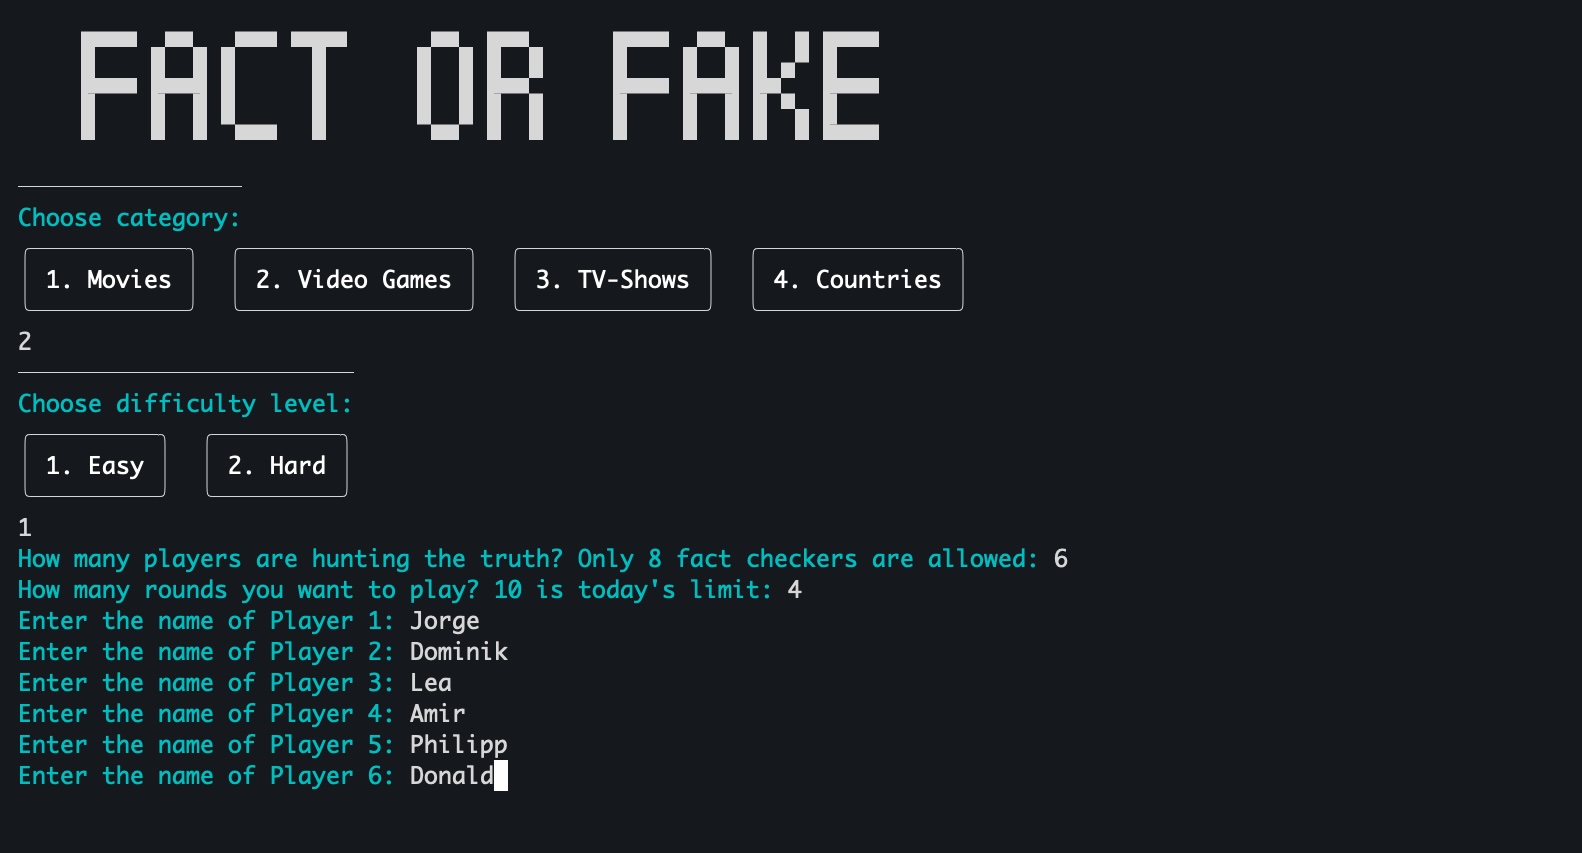 FACT OR FAKE
Choose category:
1. Movies 2. Video Games 3. TV-Shows 4. Countries
2
Choose difficulty level:
1. Easy 2. Hard
1
How many players are hunting the truth? Only 8 fact checkers are allowed: 6
How many rounds you want to play? 10 is today's limit: 4
Enter the name of Player 1: Jorge
Enter the name of Player 2: Dominik
Enter the name of Player 3: Lea
Enter the name of Player 4: Amir
Enter the name of Player 5: Philipp
Enter the name of Player 6: Donald